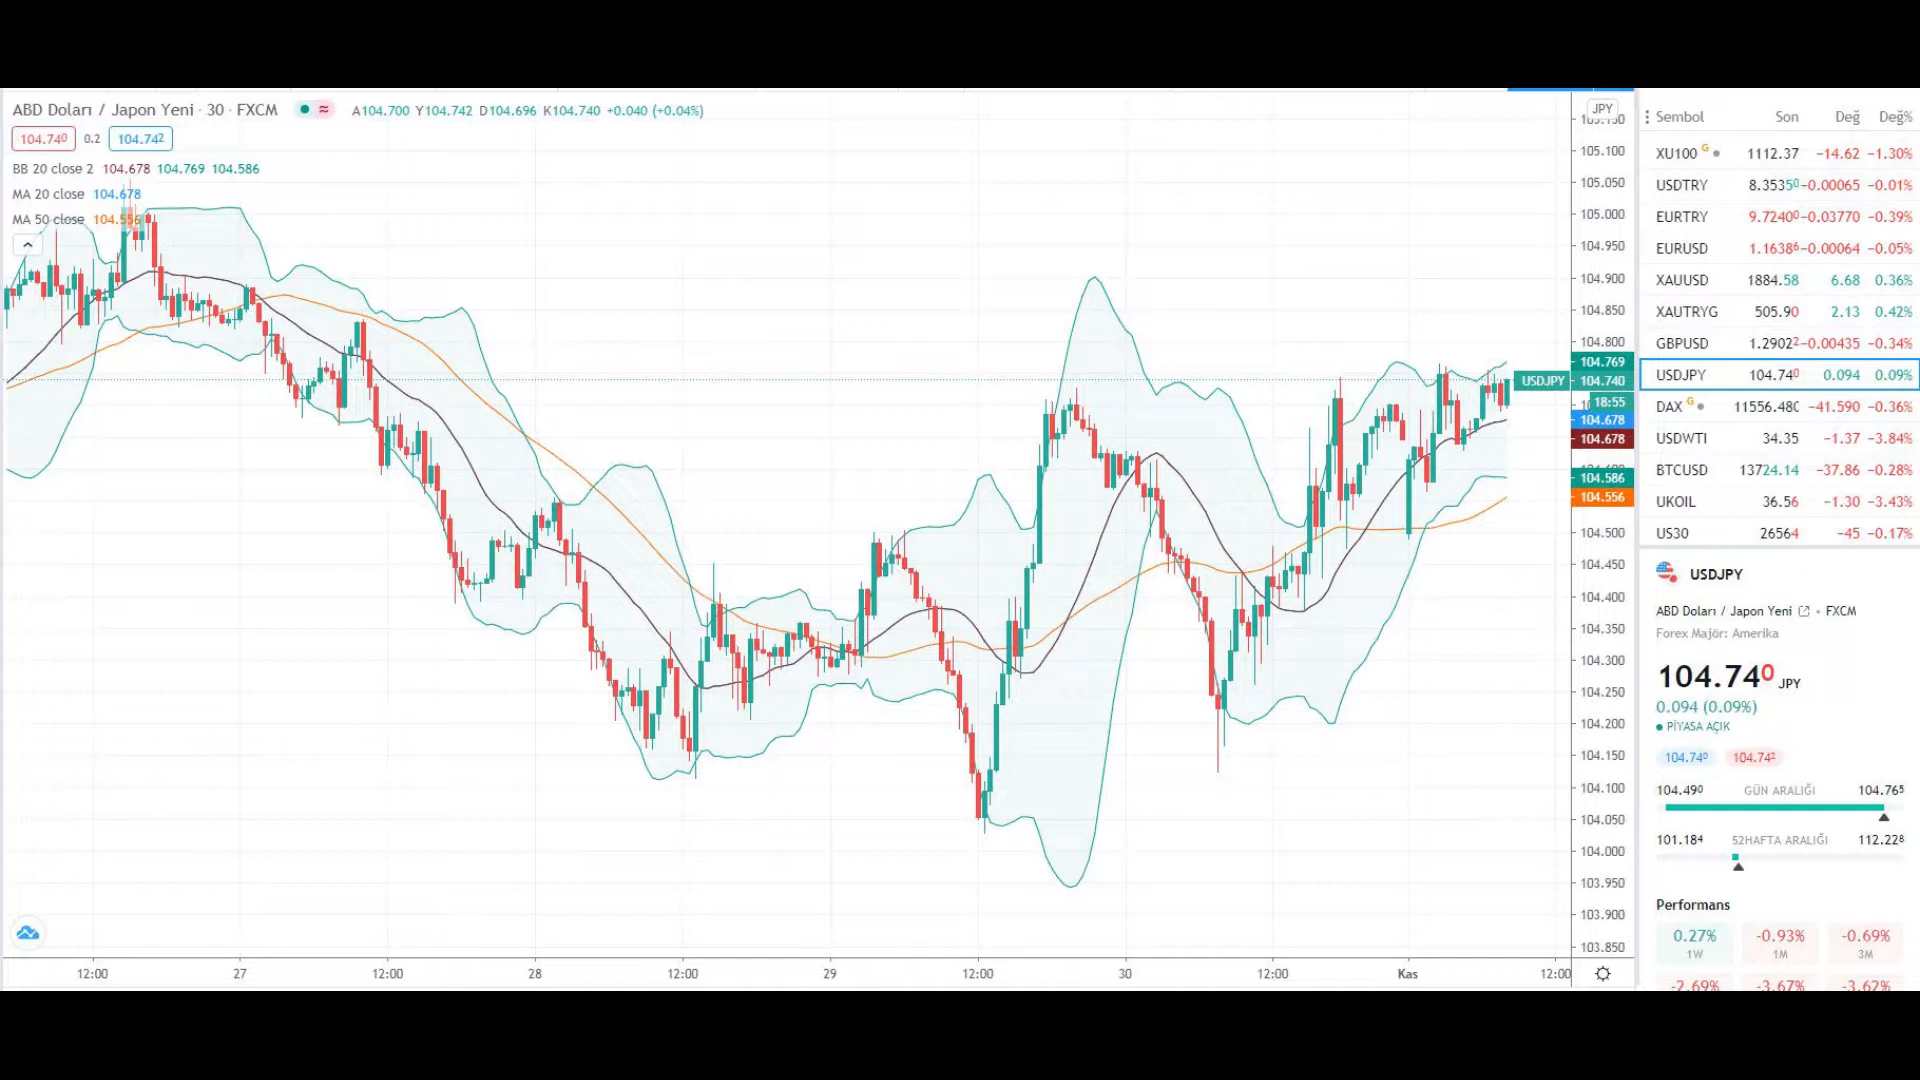 ABD Doları / Japon Yeni · 30 · FXCM ≈ A104.700 Y104.742 D104.696 K104.740 +0.040 (+0.04%)
104.740 0.2 104.742
BB 20 close 2 104.678 104.769 104.586
MA 20 close 104.678
MA 50 close 104.556
JPY
105.100
105.050
105.000
104.950
104.900
104.850
104.800
104.769
USDJPY 104.740
18:55
104.678
104.678
104.586
104.556
104.500
104.450
104.400
104.350
104.300
104.250
104.200
104.150
104.100
104.050
104.000
103.950
103.900
103.850
12:00 27 12:00 28 12:00 29 12:00 30 12:00 Kas 12:00
Sembol Son Değ Değ%
XU100 G 1112.37 −14.62 −1.30%
USDTRY 8.35350 −0.00065 −0.01%
EURTRY 9.72400 −0.03770 −0.39%
EURUSD 1.16386 −0.00064 −0.05%
XAUUSD 1884.58 6.68 0.36%
XAUTRYG 505.90 2.13 0.42%
GBPUSD 1.29022 −0.00435 −0.34%
USDJPY 104.740 0.094 0.09%
DAX G 11556.480 −41.590 −0.36%
USDWTI 34.35 −1.37 −3.84%
BTCUSD 13724.14 −37.86 −0.28%
UKOIL 36.56 −1.30 −3.43%
US30 26564 −45 −0.17%
USDJPY
ABD Doları / Japon Yeni • FXCM
Forex Majör: Amerika
104.740 JPY
0.094 (0.09%)
PİYASA AÇIK
104.740 104.742
104.490 GÜN ARALIĞI 104.765
101.184 52HAFTA ARALIĞI 112.228
Performans
0.27% -0.93% -0.69%
1W 1M 3M
-2.69% -3.67% -3.62%